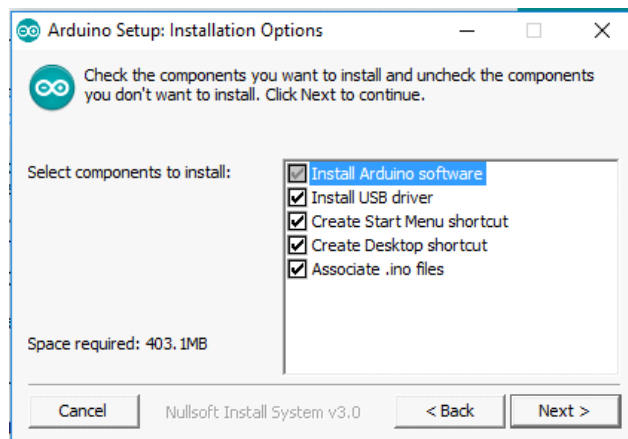 Arduino Setup: Installation Options
Check the components you want to install and uncheck the components
you don't want to install. Click Next to continue.
Select components to install:
Install Arduino software
Install USB driver
Create Start Menu shortcut
Create Desktop shortcut
Associate .ino files
Space required: 403.1MB
Cancel
Nullsoft Install System v3.0
< Back
Next >